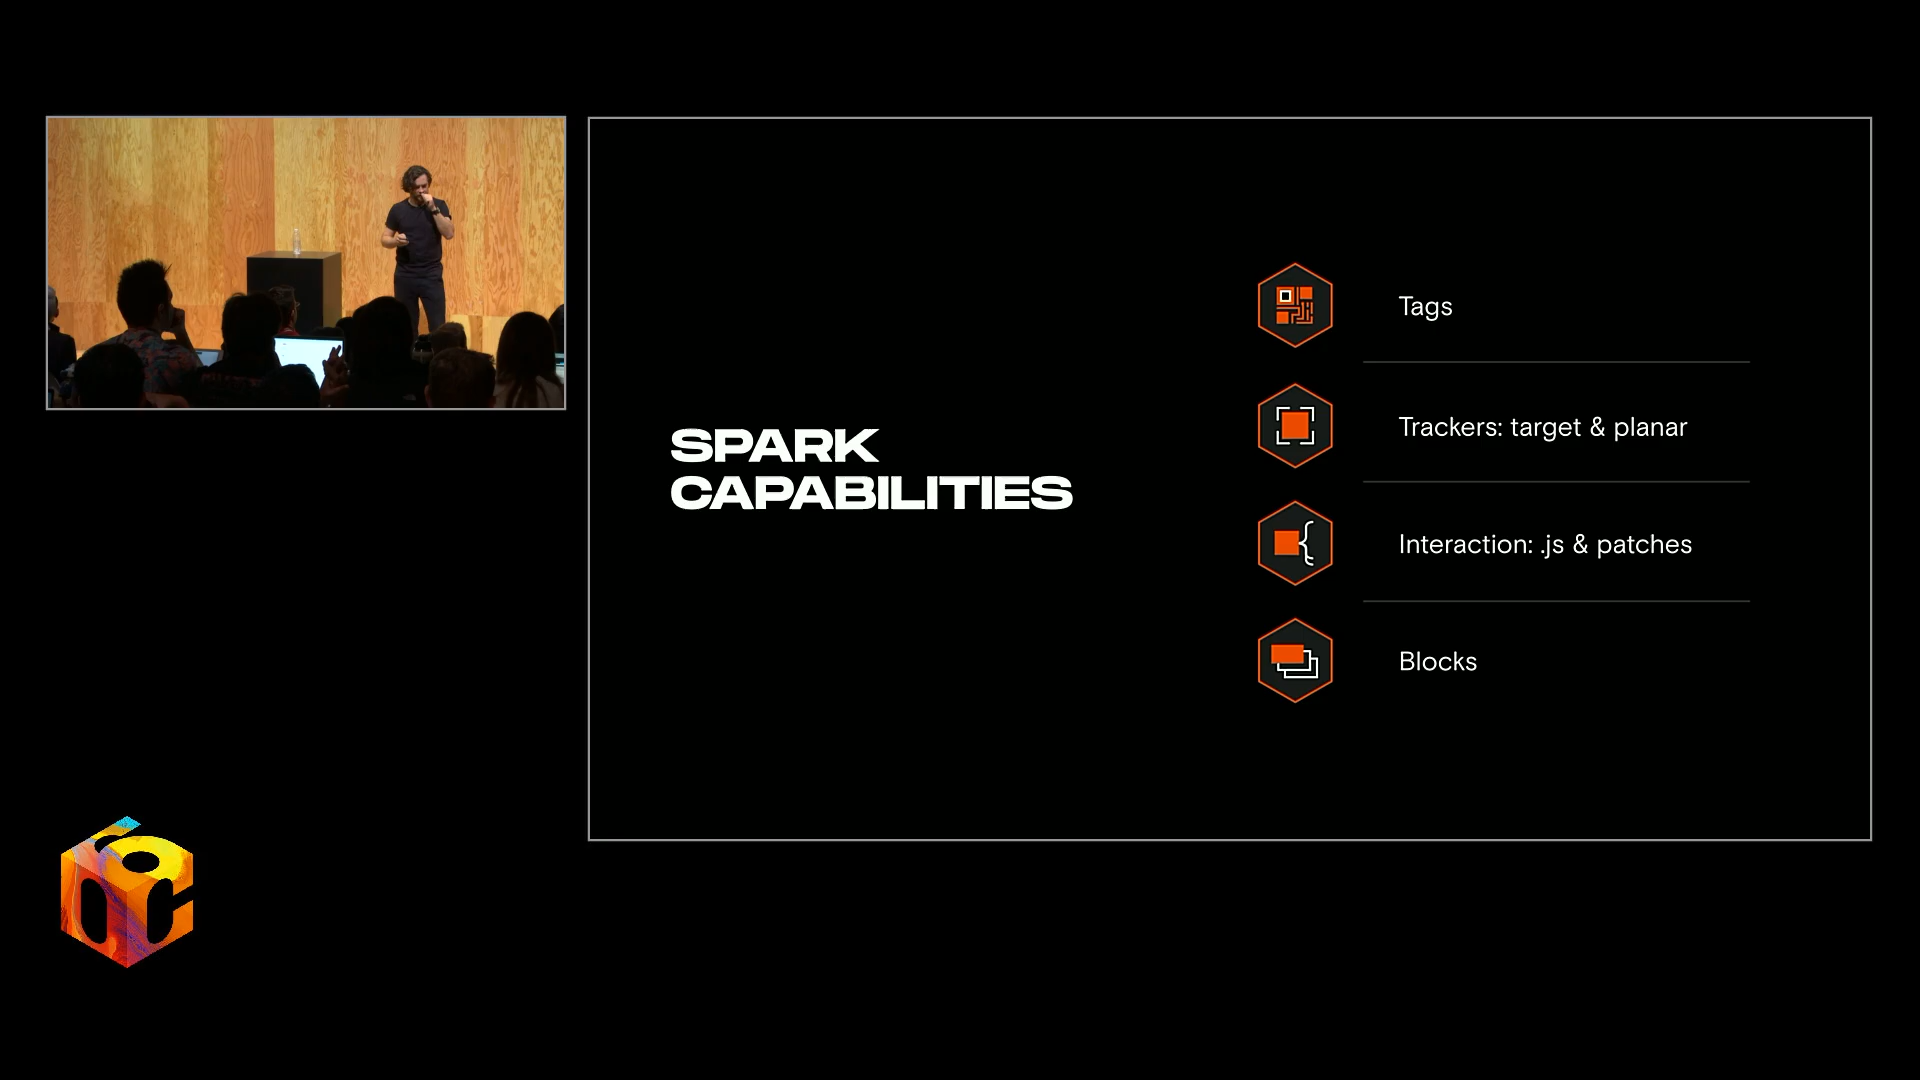 SPARK
CAPABILITIES
Tags
Trackers: target & planar
Interaction: .js & patches
Blocks